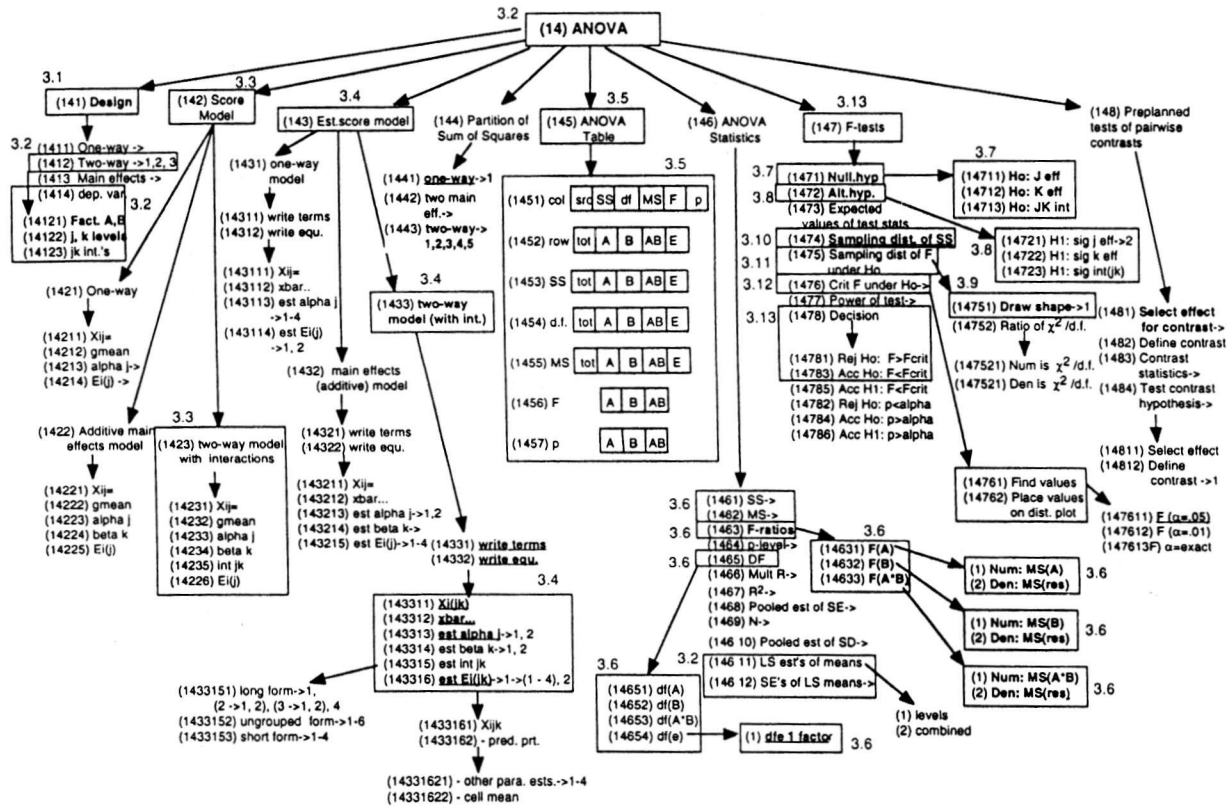 3.2
(14) ANOVA
3.1
(141) Design
3.2
(1411) One-way ->
(1412) Two-way ->1,2, 3
(1413 Main effects ->
(1414) dep. var.
3.2
(14121) Fact. A,B
(14122) j, k levels
(14123) jk int.'s
3.3
(142) Score
Model
(1421) One-way
(14211) Xij=
(14212) gmean
(14213) alpha j->
(14214) Ei(j) ->
(1422) Additive main
effects model
(14221) Xij=
(14222) gmean
(14223) alpha j
(14224) beta k
(14225) Ei(j)
3.3
(1423) two-way model
with interactions
(14231) Xij=
(14232) gmean
(14233) alpha j
(14234) beta k
(14235) int jk
(14226) Ei(j)
3.4
(143) Est.score model
(1431) one-way
model
(14311) write terms
(14312) write equ.
(143111) Xij=
(143112) xbar..
(143113) est alpha j
->1-4
(143114) est Ei(j)
->1, 2
(1432) main effects
(additive) model
(14321) write terms
(14322) write equ.
(143211) Xij=
(143212) xbar...
(143213) est alpha j->1,2
(143214) est beta k->
(143215) est Ei(j)->1-4
3.4
(1433) two-way
model (with int.)
(14331) write terms
(14332) write equ.
3.4
(143311) Xi(jk)
(143312) xbar...
(143313) est alpha j->1, 2
(143314) est beta k->1, 2
(143315) est int jk
(143316) est Ei(jk)->1->(1 - 4), 2
(1433151) long form->1,
(2 ->1, 2), (3 ->1, 2), 4
(1433152) ungrouped form->1-6
(1433153) short form->1-4
(1433161) Xijk
(1433162) - pred. prt.
(14331621) - other para. ests.->1-4
(14331622) - cell mean
(144) Partition of
Sum of Squares
(1441) one-way->1
(1442) two main
eff.->
(1443) two-way->
1,2,3,4,5
3.5
(145) ANOVA
Table
3.5
(1451) col src SS df MS F p
(1452) row tot A B AB E
(1453) SS tot A B AB E
(1454) d.f. tot A B AB E
(1455) MS tot A B AB E
(1456) F A B AB
(1457) p A B AB
(146) ANOVA
Statistics
3.6
(1461) SS->
(1462) MS->
3.6
(1463) F-ratios
(1464) p-level->
3.6
(1465) DF
(1466) Mult R->
(1467) R²->
(1468) Pooled est of SE->
(1469) N->
(146 10) Pooled est of SD->
3.2
(146 11) LS est's of means
(146 12) SE's of LS means->
(1) levels
(2) combined
3.6
(14631) F(A)
(14632) F(B)
(14633) F(A*B)
(1) Num: MS(A)
(2) Den: MS(res)
3.6
(1) Num: MS(B)
(2) Den: MS(res)
3.6
(1) Num: MS(A*B)
(2) Den: MS(res)
3.6
3.6
(14651) df(A)
(14652) df(B)
(14653) df(A*B)
(14654) df(e)
(1) dfe 1 factor
3.6
3.13
(147) F-tests
3.7
(1471) Null.hyp
3.8
(1472) Alt.hyp.
(1473) Expected
values of test stats
3.10
(1474) Sampling dist. of SS
3.11
(1475) Sampling dist of F
under Ho
3.12
(1476) Crit F under Ho->
(1477) Power of test->
3.13
(1478) Decision
(14781) Rej Ho: F>Fcrit
(14783) Acc Ho: F<Fcrit
(14785) Acc H1: F<Fcrit
(14782) Rej Ho: p<alpha
(14784) Acc Ho: p>alpha
(14786) Acc H1: p>alpha
3.7
(14711) Ho: J eff
(14712) Ho: K eff
(14713) Ho: JK int
3.8
(14721) H1: sig j eff->2
(14722) H1: sig k eff
(14723) H1: sig int(jk)
3.9
(14751) Draw shape->1
(14752) Ratio of χ² /d.f.
(147521) Num is χ² /d.f.
(147521) Den is χ² /d.f.
(14761) Find values
(14762) Place values
on dist. plot
(147611) F (α=.05)
(147612) F (α=.01)
(147613F) α=exact
(148) Preplanned
tests of pairwise
contrasts
(1481) Select effect
for contrast->
(1482) Define contrast
(1483) Contrast
statistics->
(1484) Test contrast
hypothesis->
(14811) Select effect
(14812) Define
contrast ->1